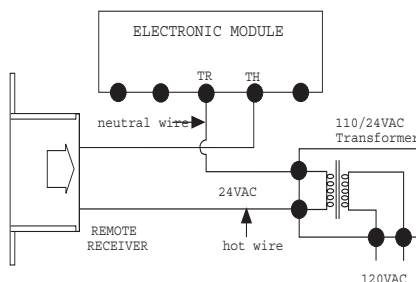 ELECTRONIC MODULE
TR
TH
neutral wire
110/24VAC
Transformer
24VAC
REMOTE
RECEIVER
hot wire
120VAC